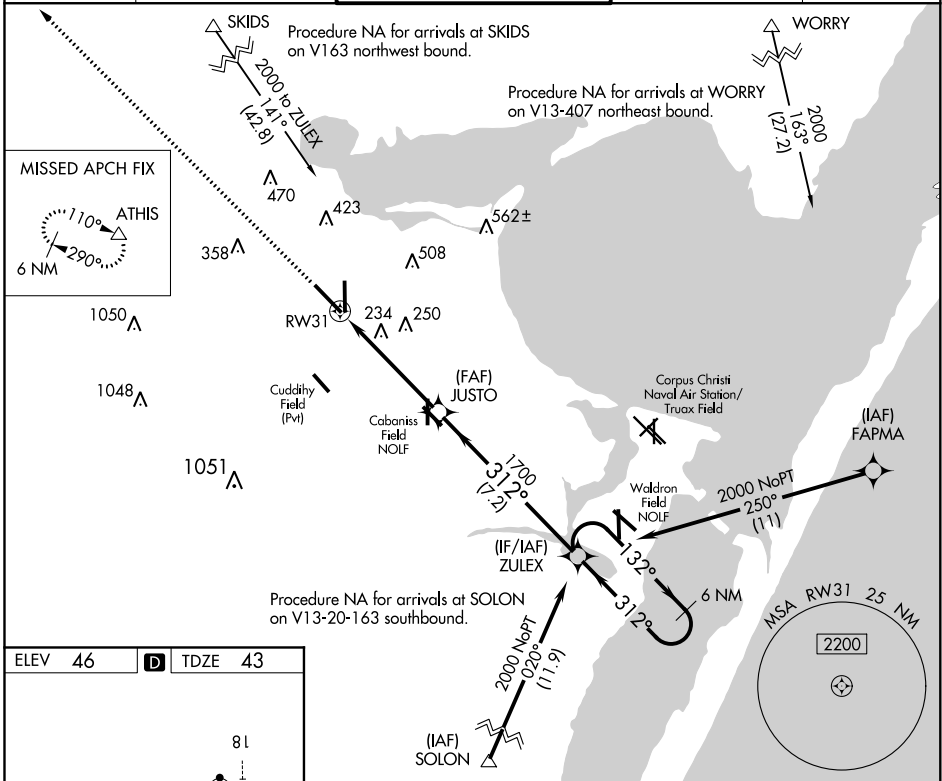 SKIDS
Procedure NA for arrivals at SKIDS
on V163 northwest bound.
WORRY
2000 to ZULEX
141°
(42.8)
Procedure NA for arrivals at WORRY
on V13-407 northeast bound.
2000
163°
(27.2)
MISSED APCH FIX
110°
ATHIS
290°
6 NM
470
423
562±
358
508
1050
RW31
234
250
1048
Cuddihy
Field
(Pvt)
(FAF)
JUSTO
Cabaniss
Field
NOLF
Corpus Christi
Naval Air Station/
Truax Field
(IAF)
FAPMA
1051
1700
312°
(7.2)
Waldron
Field
NOLF
2000 NoPT
250°
(11)
(IF/IAF)
ZULEX
132°
312°
6 NM
Procedure NA for arrivals at SOLON
on V13-20-163 southbound.
MSA RW31 25 NM
2200
2000 NoPT
020°
(11.9)
(IAF)
SOLON
ELEV 46
D
TDZE 43
18